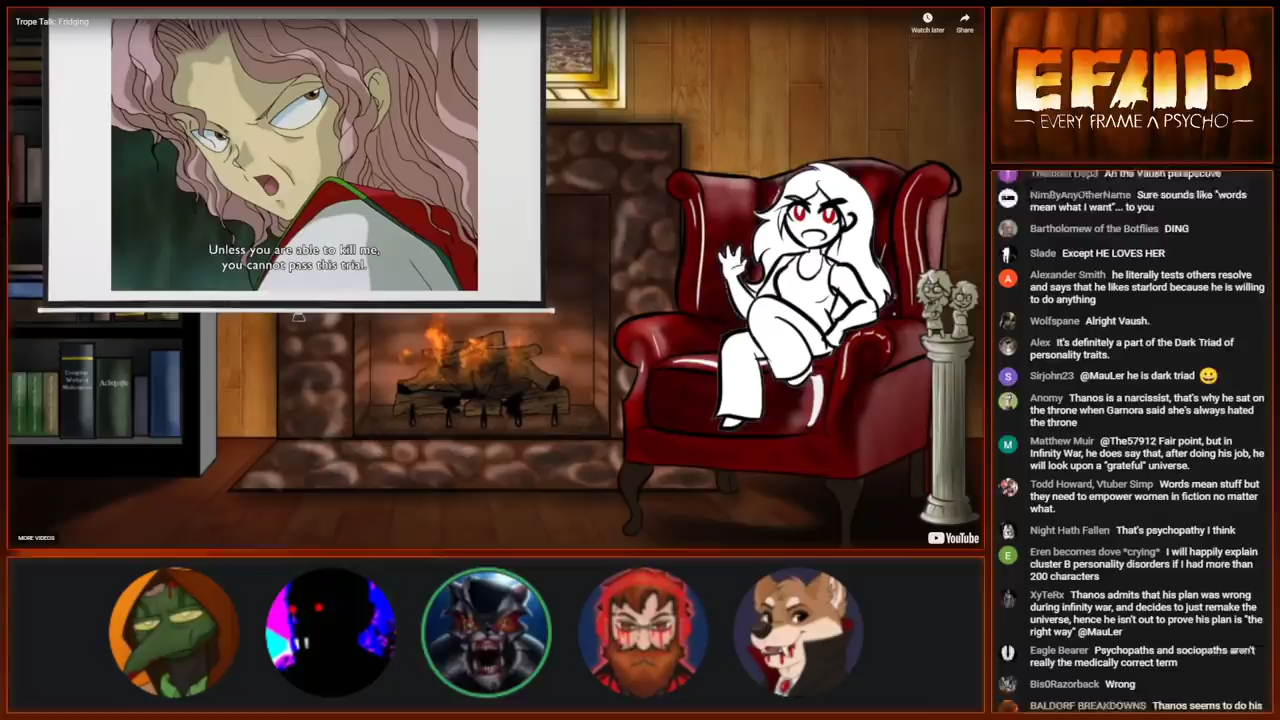 Trope Talk: Fridging
Watch later
Share
Unless you are able to kill me,
you cannot pass this trial.
Aristotle
MORE VIDEOS
YouTube
EFAP
EVERY FRAME A PSYCHO
Ah the Vaush perspective
NimByAnyOtherName Sure sounds like "words
mean what I want"... to you
Bartholomew of the Botflies DING
Slade Except HE LOVES HER
Alexander Smith he literally tests others resolve
and says that he likes starlord because he is willing
to do anything
Wolfspane Alright Vaush.
Alex It's definitely a part of the Dark Triad of
personality traits.
Sirjohn23 @MauLer he is dark triad
Anomy Thanos is a narcissist, that's why he sat on
the throne when Gamora said she's always hated
the throne
Matthew Muir @The57912 Fair point, but in
Infinity War, he does say that, after doing his job, he
will look upon a "grateful" universe.
Todd Howard, Vtuber Simp Words mean stuff but
they need to empower women in fiction no matter
what.
Night Hath Fallen That's psychopathy I think
Eren becomes dove *crying* I will happily explain
cluster B personality disorders if I had more than
200 characters
XyTeRx Thanos admits that his plan was wrong
during infinity war, and decides to just remake the
universe, hence he isn't out to prove his plan is "the
right way" @MauLer
Eagle Bearer Psychopaths and sociopaths aren't
really the medically correct term
Bis0Razorback Wrong
BALDORF BREAKDOWNS Thanos seems to do his